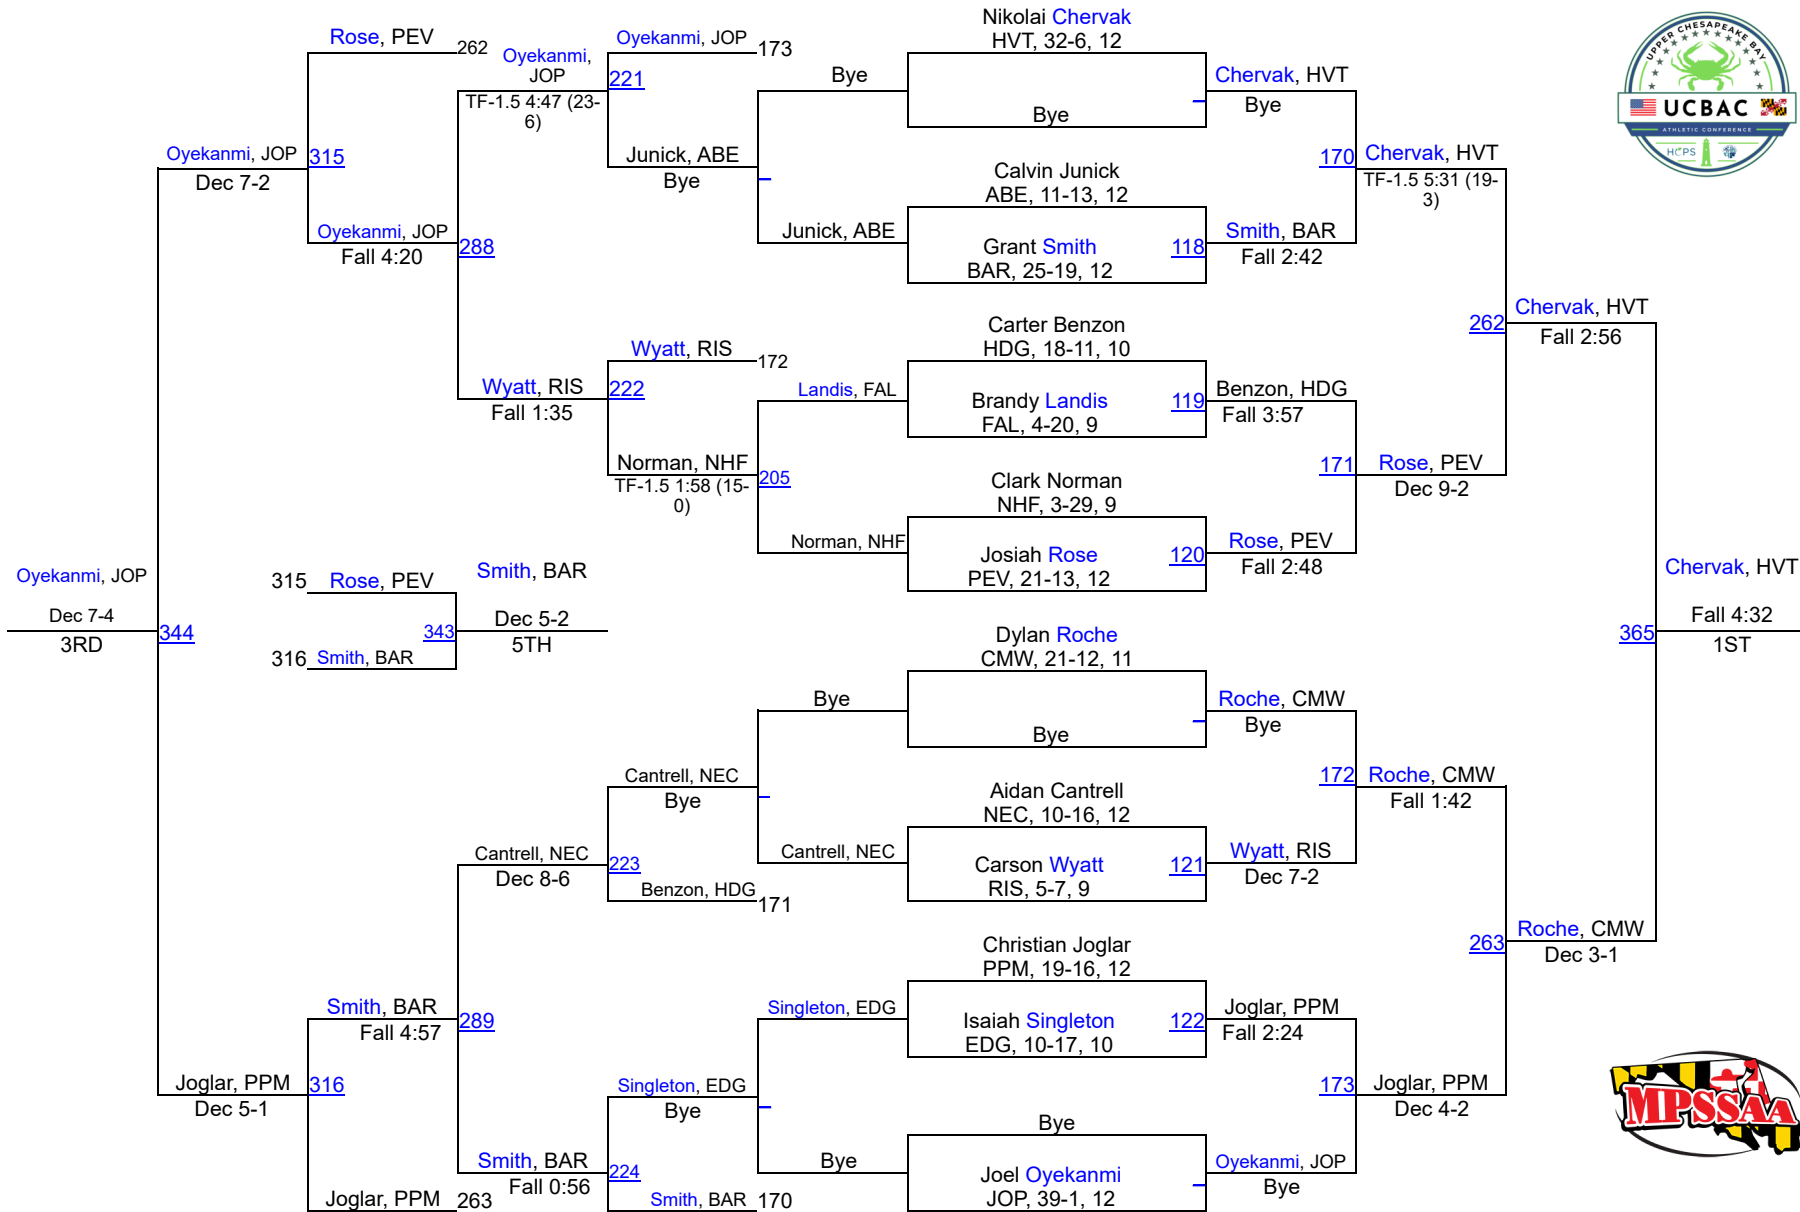 Nikolai Chervak
HVT, 32-6, 12
Bye
Bye
Calvin Junick
ABE, 11-13, 12
Grant Smith
BAR, 25-19, 12
118
Carter Benzon
HDG, 18-11, 10
Brandy Landis
FAL, 4-20, 9
119
Clark Norman
NHF, 3-29, 9
Josiah Rose
PEV, 21-13, 12
120
Dylan Roche
CMW, 21-12, 11
Bye
Bye
Aidan Cantrell
NEC, 10-16, 12
Carson Wyatt
RIS, 5-7, 9
121
Christian Joglar
PPM, 19-16, 12
Isaiah Singleton
EDG, 10-17, 10
122
Bye
Bye
Joel Oyekanmi
JOP, 39-1, 12
Chervak, HVT
Bye
Smith, BAR
Fall 2:42
170
Benzon, HDG
Fall 3:57
Rose, PEV
Fall 2:48
171
Roche, CMW
Bye
Wyatt, RIS
Dec 7-2
172
Joglar, PPM
Fall 2:24
Oyekanmi, JOP
Bye
173
Chervak, HVT
TF-1.5 5:31 (19-
3)
Rose, PEV
Dec 9-2
262
Roche, CMW
Fall 1:42
Joglar, PPM
Dec 4-2
263
Chervak, HVT
Fall 2:56
Roche, CMW
Dec 3-1
365
Chervak, HVT
Fall 4:32
1ST
Junick, ABE
Landis, FAL
Norman, NHF
Cantrell, NEC
Singleton, EDG
Oyekanmi, JOP
173
221
Junick, ABE
Bye
Wyatt, RIS
172
222
Norman, NHF
TF-1.5 1:58 (15-
0)
205
Cantrell, NEC
Bye
223
Benzon, HDG
171
Singleton, EDG
Bye
224
Smith, BAR
170
Oyekanmi,
JOP
TF-1.5 4:47 (23-
6)
288
Wyatt, RIS
Fall 1:35
Cantrell, NEC
Dec 8-6
289
Smith, BAR
Fall 0:56
Rose, PEV
262
315
Oyekanmi, JOP
Fall 4:20
Smith, BAR
Fall 4:57
316
Joglar, PPM
263
Oyekanmi, JOP
Dec 7-2
Joglar, PPM
Dec 5-1
344
Oyekanmi, JOP
Dec 7-4
3RD
315
Rose, PEV
316
Smith, BAR
343
Smith, BAR
Dec 5-2
5TH
UPPER CHESAPEAKE BAY
UCBAC
ATHLETIC CONFERENCE
HCPS
MPSSAA